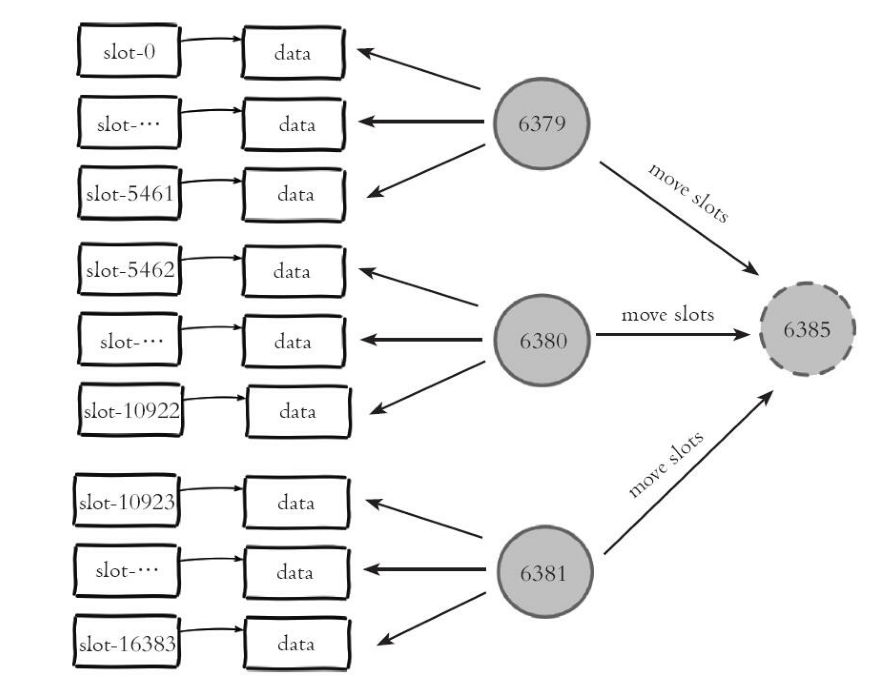 slot-0
data
slot-···
data
slot-5461
data
6379
move slots
slot-5462
data
slot-···
data
slot-10922
data
6380
move slots
6385
slot-10923
data
slot-···
data
slot-16383
data
6381
move slots